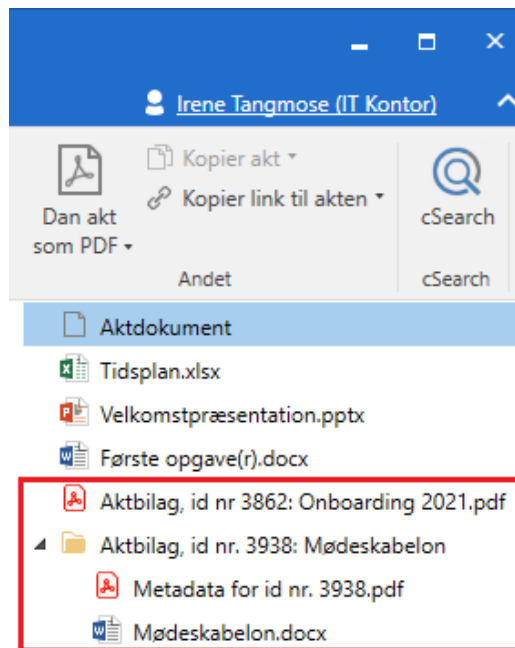 Irene Tangmose (IT Kontor)
Kopier akt
Kopier link til akten
Dan akt
som PDF
cSearch
Andet
cSearch
Aktdokument
Tidsplan.xlsx
Velkomstpræsentation.pptx
Første opgave(r).docx
Aktbilag, id nr 3862: Onboarding 2021.pdf
Aktbilag, id nr. 3938: Mødeskabelon
Metadata for id nr. 3938.pdf
Mødeskabelon.docx